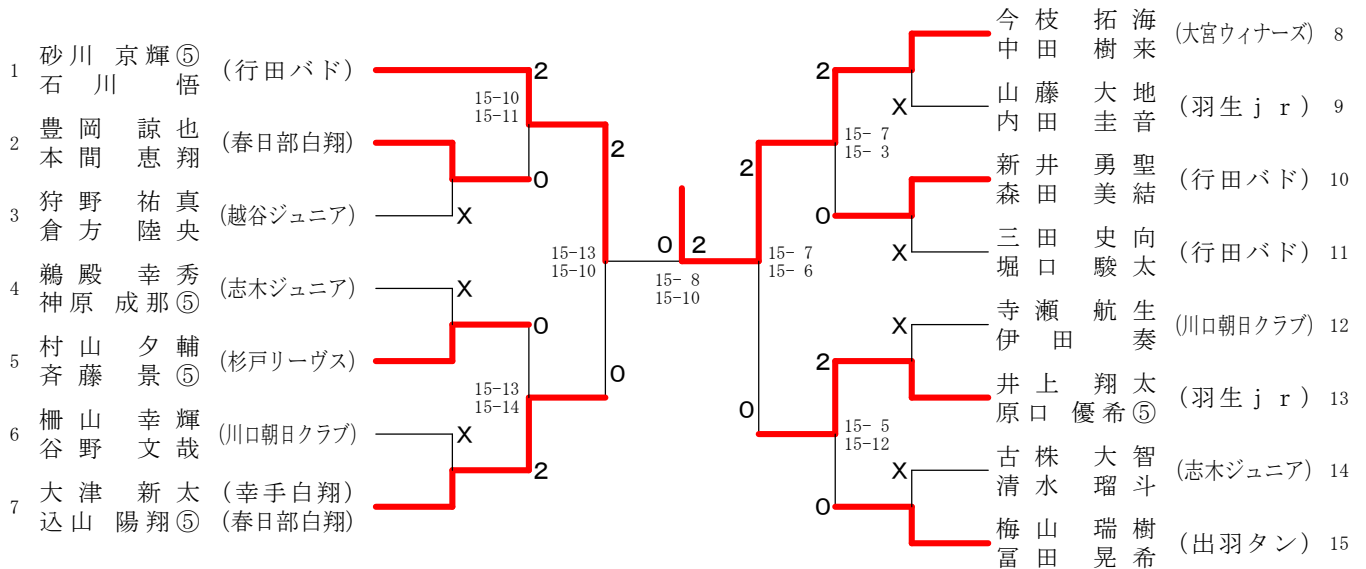 1 砂川 京輝⑤ (行田バド)
石川 悟
2 豊岡 諒也 (春日部白翔)
本間 恵翔
3 狩野 祐真 (越谷ジュニア)
倉方 陸央
4 鵜殿 幸秀 (志木ジュニア)
神原 成那⑤
5 村山 夕輔 (杉戸リーヴス)
斉藤 景⑤
6 柵山 幸輝 (川口朝日クラブ)
谷野 文哉
7 大津 新太 (幸手白翔)
込山 陽翔⑤ (春日部白翔)
2
15-10
15-11
0
X
2
X
0
15-13
15-14
X
2
15-13
15-10
0
0 2
15- 8
15-10
2
15- 7
15- 6
0
2
X
15- 7
15- 3
0
X
X
2
15- 5
15-12
X
0
今枝 拓海 (大宮ウィナーズ) 8
中田 樹来
山藤 大地 (羽生jr) 9
内田 圭音
新井 勇聖 (行田バド) 10
森田 美結
三田 史向 (行田バド) 11
堀口 駿太
寺瀬 航生 (川口朝日クラブ) 12
伊田 奏
井上 翔太 (羽生jr) 13
原口 優希⑤
古株 大智 (志木ジュニア) 14
清水 瑠斗
梅山 瑞樹 (出羽タン) 15
冨田 晃希